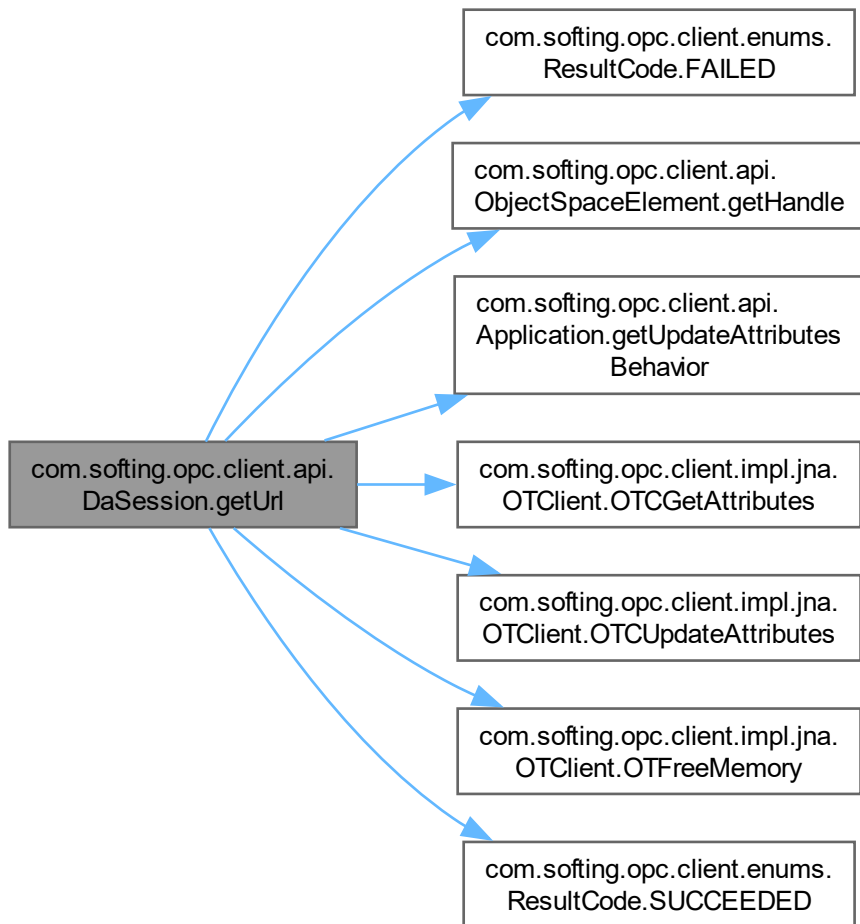 com.softing.opc.client.enums.
ResultCode.FAILED
com.softing.opc.client.api.
ObjectSpaceElement.getHandle
com.softing.opc.client.api.
Application.getUpdateAttributes
Behavior
com.softing.opc.client.api.
DaSession.getUrl
com.softing.opc.client.impl.jna.
OTClient.OTCGetAttributes
com.softing.opc.client.impl.jna.
OTClient.OTCUpdateAttributes
com.softing.opc.client.impl.jna.
OTClient.OTFreeMemory
com.softing.opc.client.enums.
ResultCode.SUCCEEDED